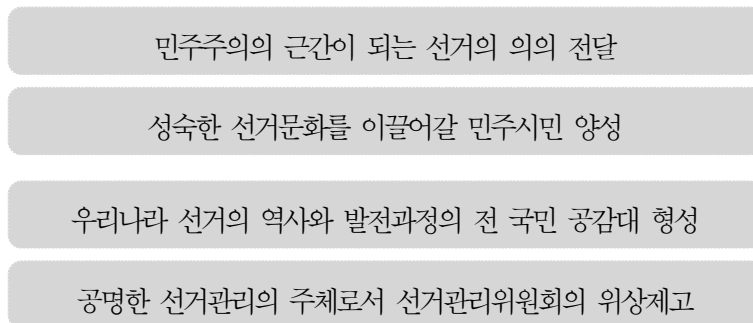 민주주의의 근간이 되는 선거의 의의 전달
성숙한 선거문화를 이끌어갈 민주시민 양성
우리나라 선거의 역사와 발전과정의 전 국민 공감대 형성
공명한 선거관리의 주체로서 선거관리위원회의 위상제고